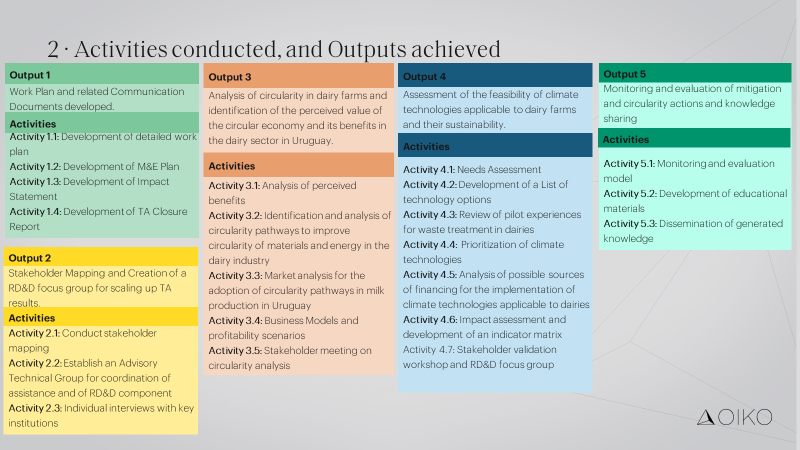 2 · Activities conducted, and Outputs achieved
Output 1
Work Plan and related Communication
Documents developed.
Activities
Activity 1.1: Development of detailed work
plan
Activity 1.2: Development of M&E Plan
Activity 1.3: Development of Impact
Statement
Activity 1.4: Development of TA Closure
Report
Output 2
Stakeholder Mapping and Creation of a
RD&D focus group for scaling up TA
results.
Activities
Activity 2.1: Conduct stakeholder
mapping
Activity 2.2: Establish an Advisory
Technical Group for coordination of
assistance and of RD&D component
Activity 2.3: Individual interviews with key
institutions
Output 3
Analysis of circularity in dairy farms and
identification of the perceived value of
the circular economy and its benefits in
the dairy sector in Uruguay.
Activities
Activity 3.1: Analysis of perceived
benefits
Activity 3.2: Identification and analysis of
circularity pathways to improve
circularity of materials and energy in the
dairy industry
Activity 3.3: Market analysis for the
adoption of circularity pathways in milk
production in Uruguay
Activity 3.4: Business Models and
profitability scenarios
Activity 3.5: Stakeholder meeting on
circularity analysis
Output 4
Assessment of the feasibility of climate
technologies applicable to dairy farms
and their sustainability.
Activities
Activity 4.1: Needs Assessment
Activity 4.2: Development of a List of
technology options
Activity 4.3: Review of pilot experiences
for waste treatment in dairies
Activity 4.4: Prioritization of climate
technologies
Activity 4.5: Analysis of possible sources
of financing for the implementation of
climate technologies applicable to dairies
Activity 4.6: Impact assessment and
development of an indicator matrix
Activity 4.7: Stakeholder validation
workshop and RD&D focus group
Output 5
Monitoring and evaluation of mitigation
and circularity actions and knowledge
sharing
Activities
Activity 5.1: Monitoring and evaluation
model
Activity 5.2: Development of educational
materials
Activity 5.3: Dissemination of generated
knowledge
OIKO